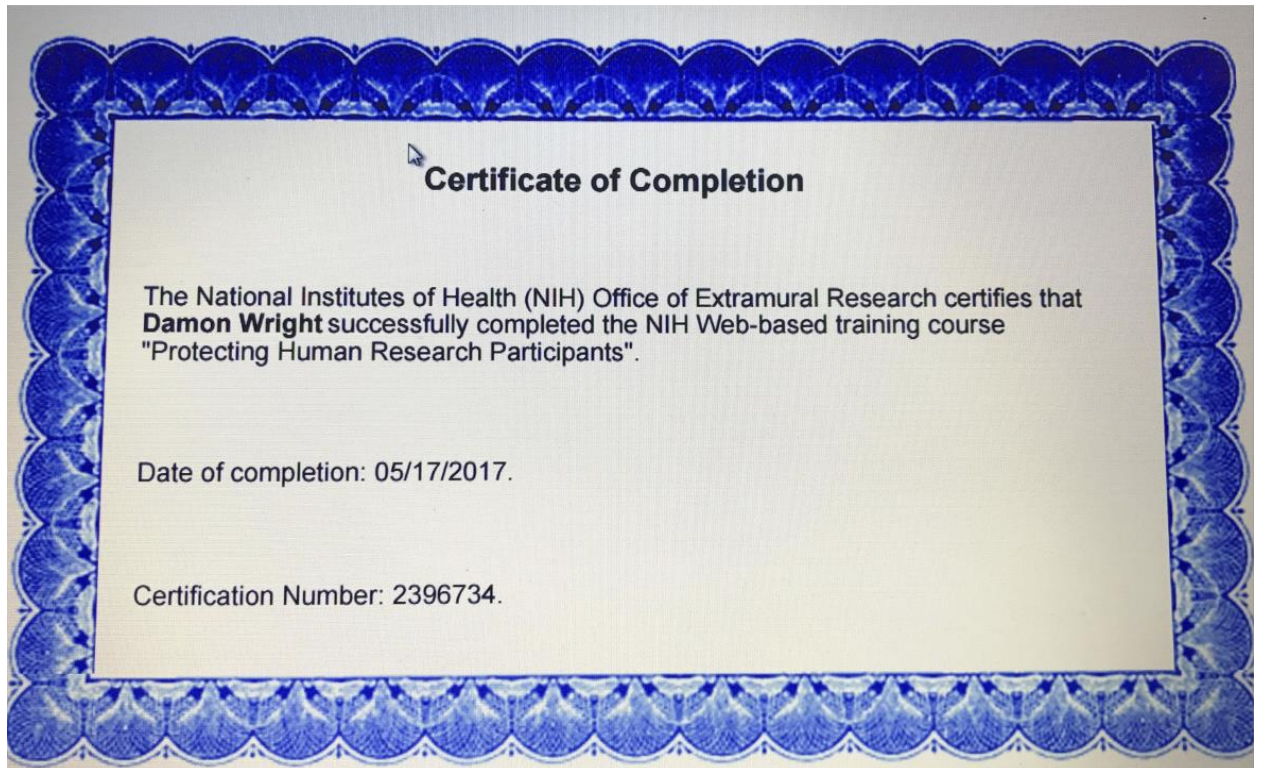 Certificate of Completion
The National Institutes of Health (NIH) Office of Extramural Research certifies that
Damon Wright successfully completed the NIH Web-based training course
"Protecting Human Research Participants".
Date of completion: 05/17/2017.
Certification Number: 2396734.